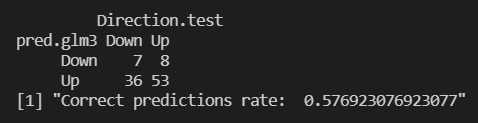 Direction.test
pred.glm3 Down Up
Down 7 8
Up 36 53
[1] "Correct predictions rate:  0.576923076923077"